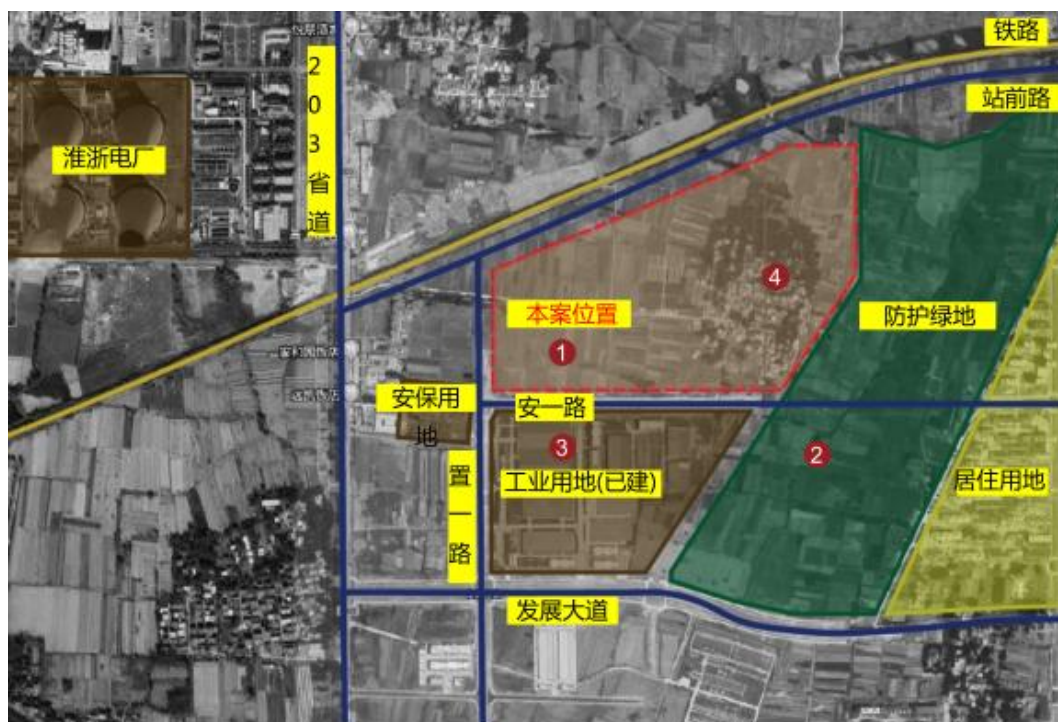 铁路
203省道
站前路
淮浙电厂
4
防护绿地
本案位置
1
安保用地
安一路
3
2
工业用地(已建)
居住用地
置一路
发展大道